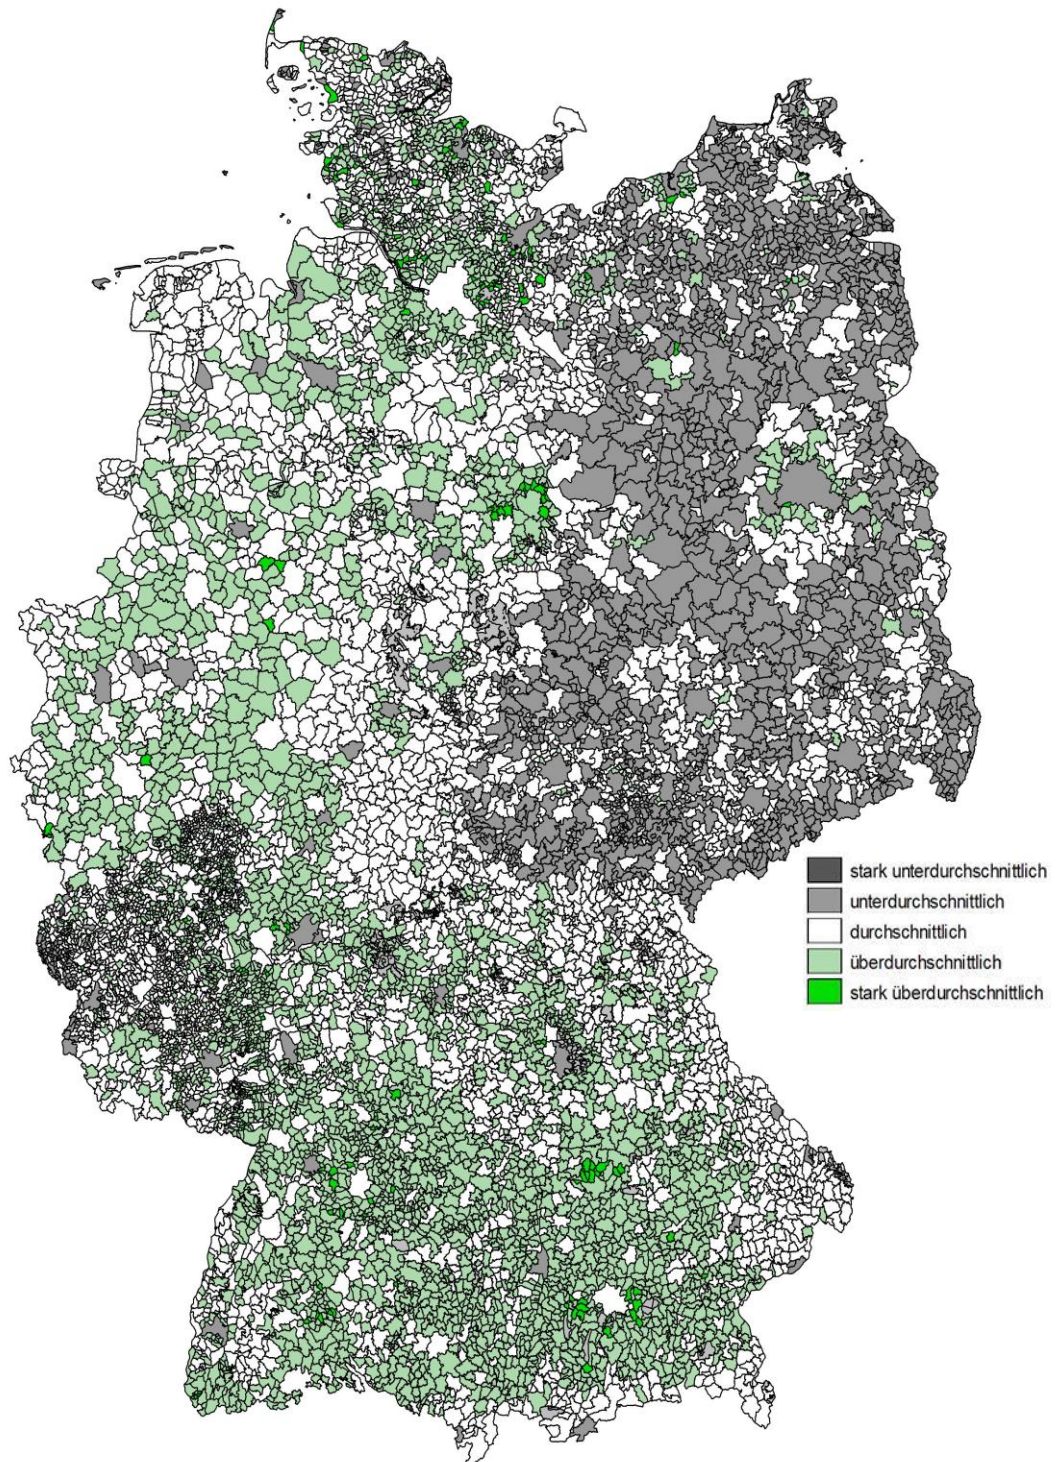 stark unterdurchschnittlich
unterdurchschnittlich
durchschnittlich
überdurchschnittlich
stark überdurchschnittlich